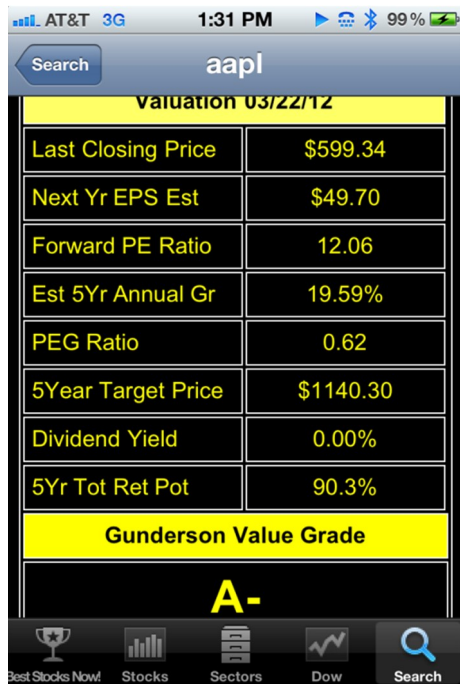 AT&T 3G 1:31 PM 99%
Search aapl
Valuation 03/22/12
Last Closing Price $599.34
Next Yr EPS Est $49.70
Forward PE Ratio 12.06
Est 5Yr Annual Gr 19.59%
PEG Ratio 0.62
5Year Target Price $1140.30
Dividend Yield 0.00%
5Yr Tot Ret Pot 90.3%
Gunderson Value Grade
A-
Best Stocks Now! Stocks Sectors Dow Search